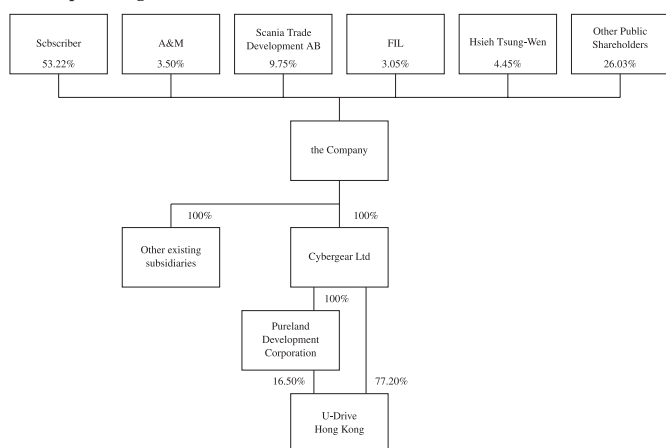 Scbscriber
53.22%
A&M
3.50%
Scania Trade
Development AB
9.75%
FIL
3.05%
Hsieh Tsung-Wen
4.45%
Other Public
Shareholders
26.03%
the Company
100%
100%
Other existing
subsidiaries
Cybergear Ltd
100%
Pureland
Development
Corporation
16.50%
77.20%
U-Drive
Hong Kong